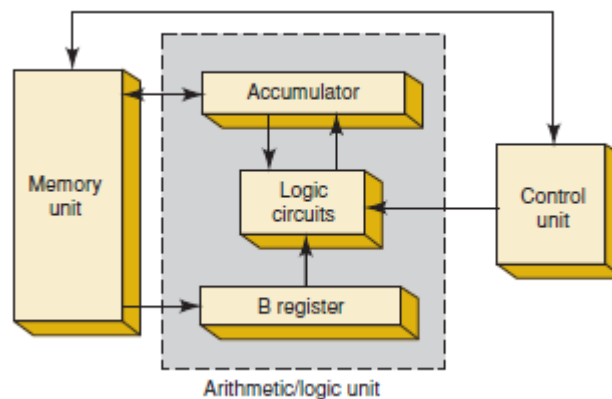 Accumulator
Memory
unit
Logic
circuits
Control
unit
B register
Arithmetic/logic unit